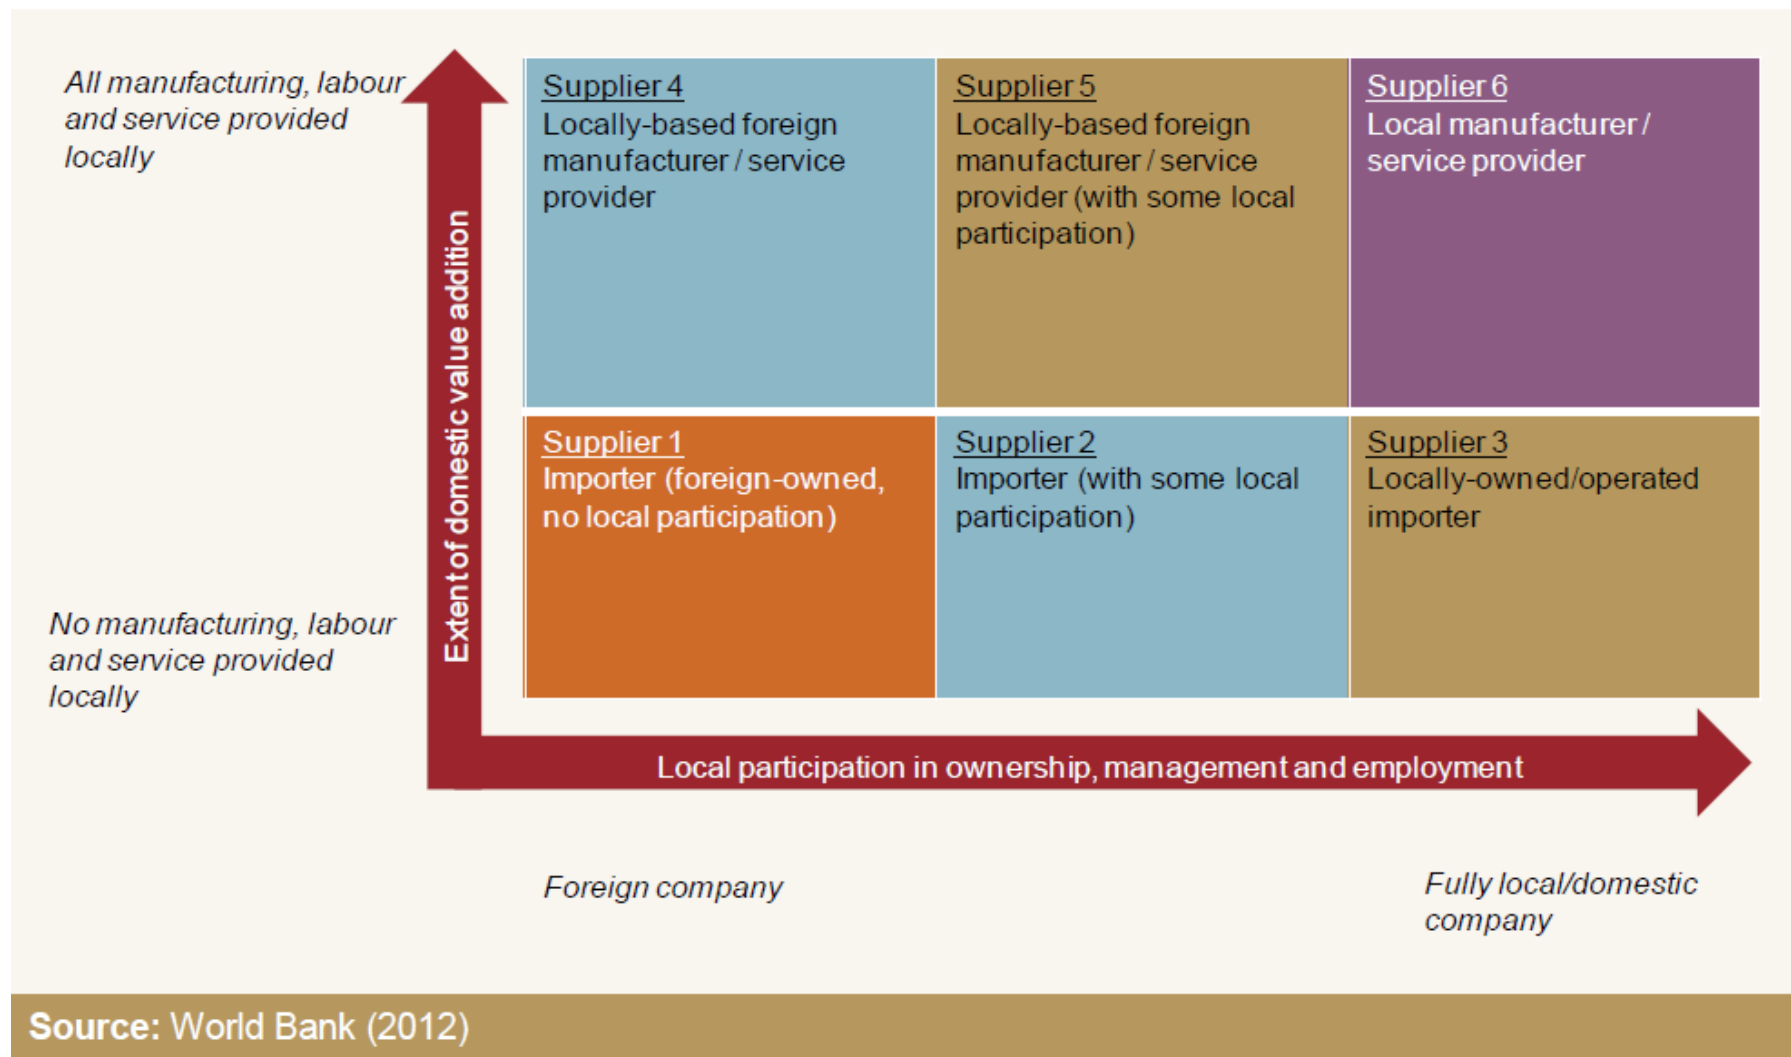 All manufacturing, labour
and service provided
locally
Supplier 4
Locally-based foreign
manufacturer / service
provider
Supplier 5
Locally-based foreign
manufacturer / service
provider (with some local
participation)
Supplier 6
Local manufacturer /
service provider
Extent of domestic value addition
Supplier 1
Importer (foreign-owned,
no local participation)
Supplier 2
Importer (with some local
participation)
Supplier 3
Locally-owned/operated
importer
No manufacturing, labour
and service provided
locally
Local participation in ownership, management and employment
Foreign company
Fully local/domestic
company
Source: World Bank (2012)